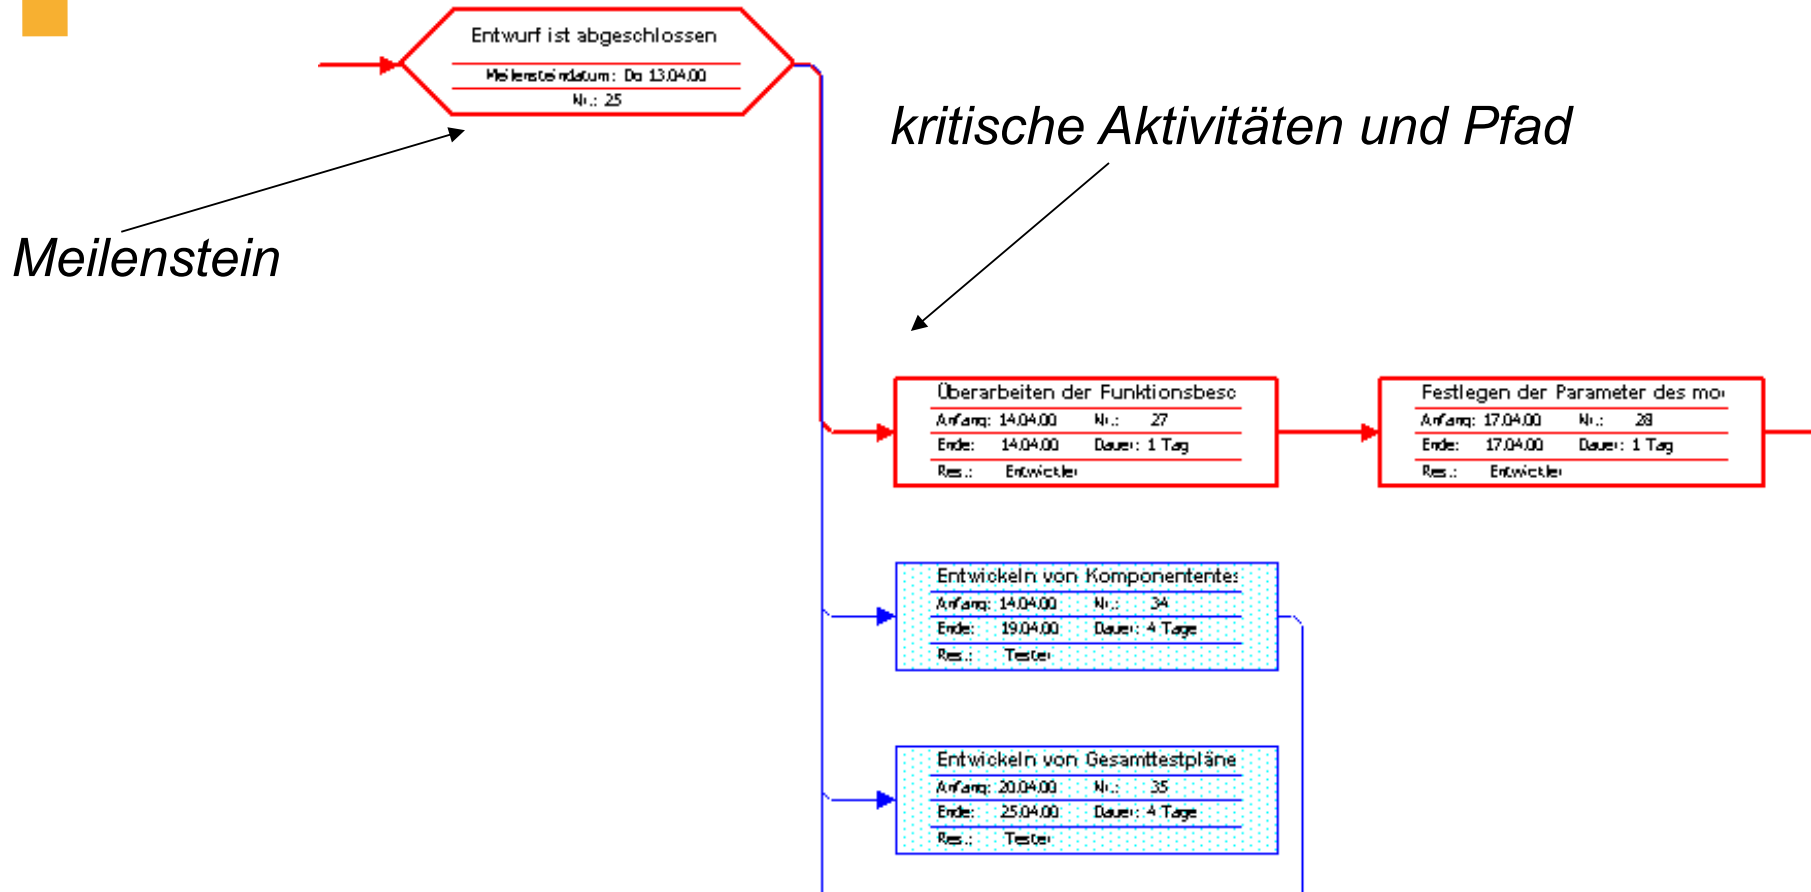 Entwurf ist abgeschlossen
Meilensteindatum: Do 13.04.00
Nr.: 25
kritische Aktivitäten und Pfad
Meilenstein
Überarbeiten der Funktionsbesc
Anfang: 14.04.00 Nr.: 27
Ende: 14.04.00 Dauer: 1 Tag
Res.: Entwickler
Festlegen der Parameter des mo
Anfang: 17.04.00 Nr.: 28
Ende: 17.04.00 Dauer: 1 Tag
Res.: Entwickler
Entwickeln von Komponententes
Anfang: 14.04.00 Nr.: 34
Ende: 19.04.00 Dauer: 4 Tage
Res.: Tester
Entwickeln von Gesamttestpläne
Anfang: 20.04.00 Nr.: 35
Ende: 25.04.00 Dauer: 4 Tage
Res.: Tester